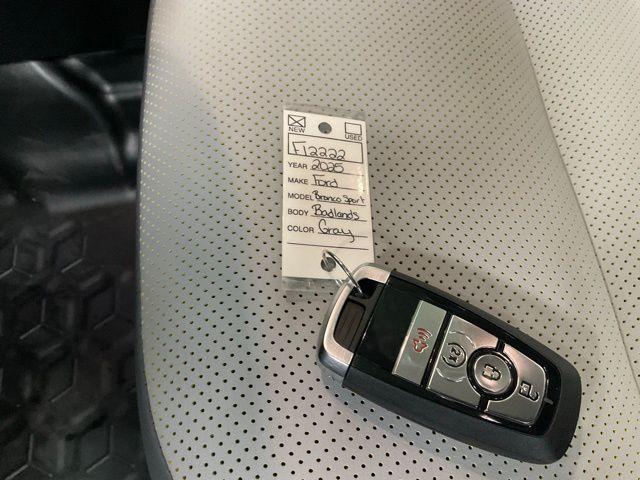 NEW USED
F12222
YEAR 2025
MAKE Ford
MODEL Bronco Sport
BODY Badlands
COLOR Gray